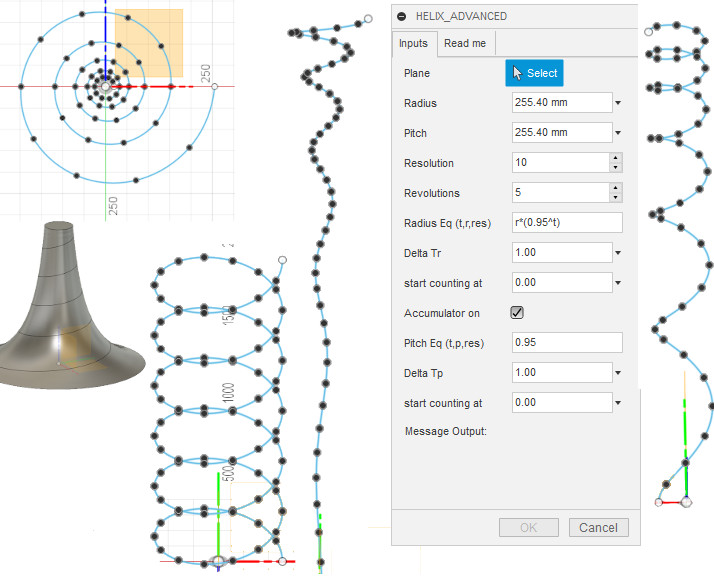 250
250
1500
1000
500
HELIX_ADVANCED
Inputs
Read me
Plane
Select
Radius
255.40 mm
Pitch
255.40 mm
Resolution
10
Revolutions
5
Radius Eq (t,r,res)
r*(0.95^t)
Delta Tr
1.00
start counting at
0.00
Accumulator on
Pitch Eq (t,p,res)
0.95
Delta Tp
1.00
start counting at
0.00
Message Output:
OK
Cancel